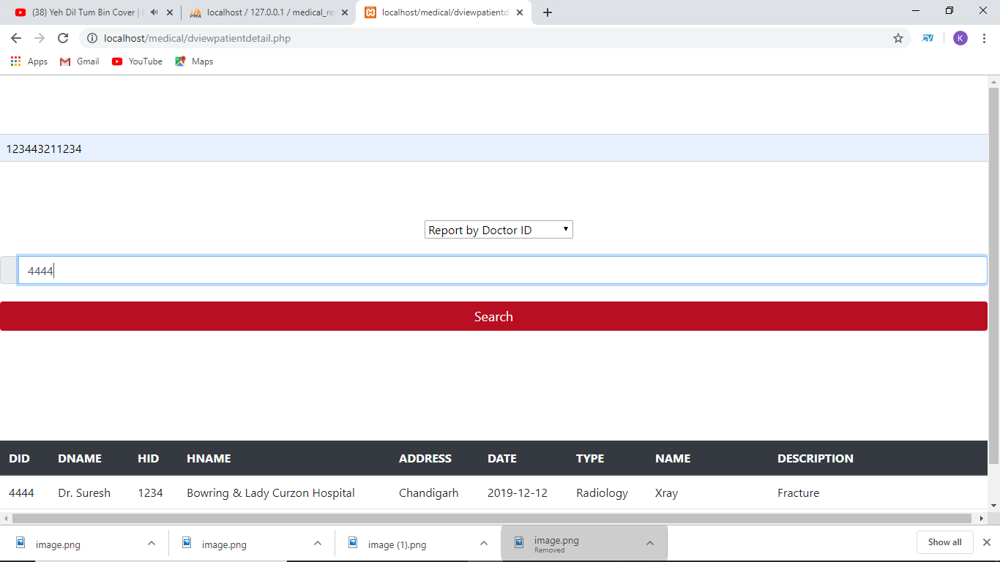 (38) Yeh Dil Tum Bin Cover |
localhost / 127.0.0.1 / medical_re
localhost/medical/dviewpatientd
localhost/medical/dviewpatientdetail.php
CV
K
Apps
Gmail
YouTube
Maps
123443211234
Report by Doctor ID
4444
Search
DID DNAME HID HNAME ADDRESS DATE TYPE NAME DESCRIPTION
4444 Dr. Suresh 1234 Bowring & Lady Curzon Hospital Chandigarh 2019-12-12 Radiology Xray Fracture
image.png
image.png
image (1).png
image.png
Removed
Show all